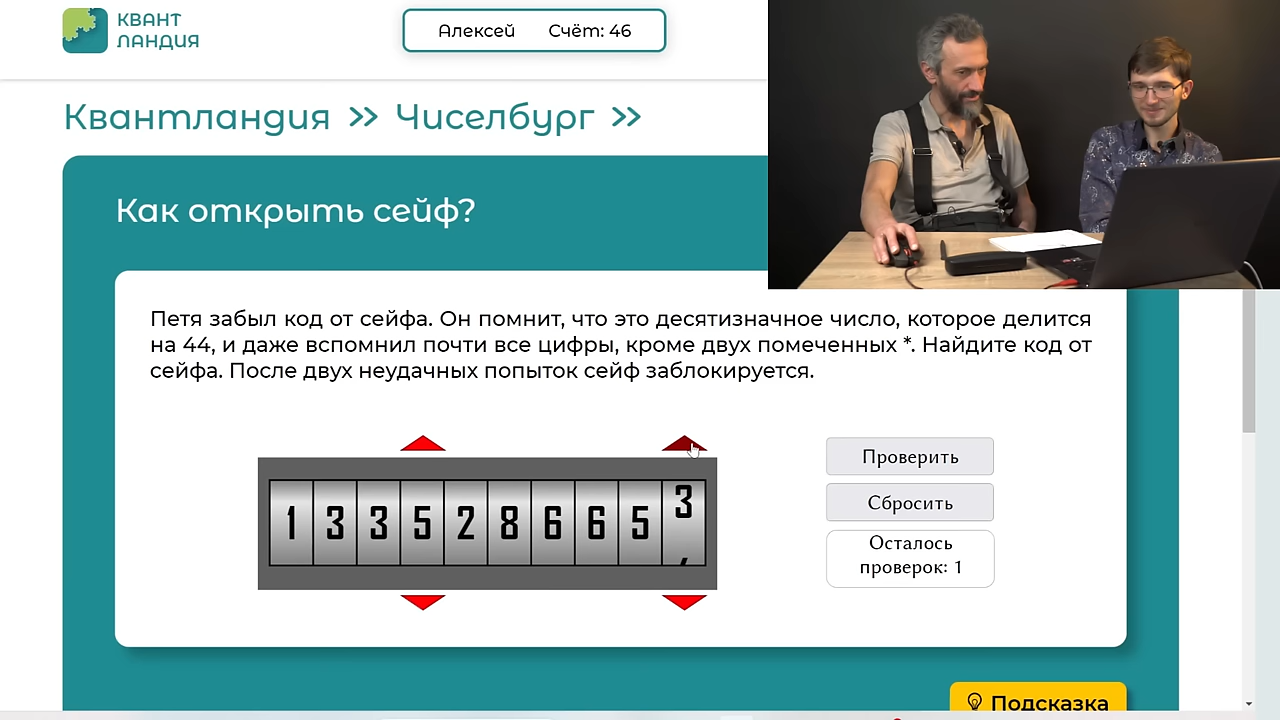 КВАНТ
ЛАНДИЯ
Алексей Счёт: 46
Квантландия >> Чиселбург >>
Как открыть сейф?
Петя забыл код от сейфа. Он помнит, что это десятизначное число, которое делится
на 44, и даже вспомнил почти все цифры, кроме двух помеченных *. Найдите код от
сейфа. После двух неудачных попыток сейф заблокируется.
1 3 3 5 2 8 6 6 5 3
Проверить
Сбросить
Осталось
проверок: 1
Подсказка